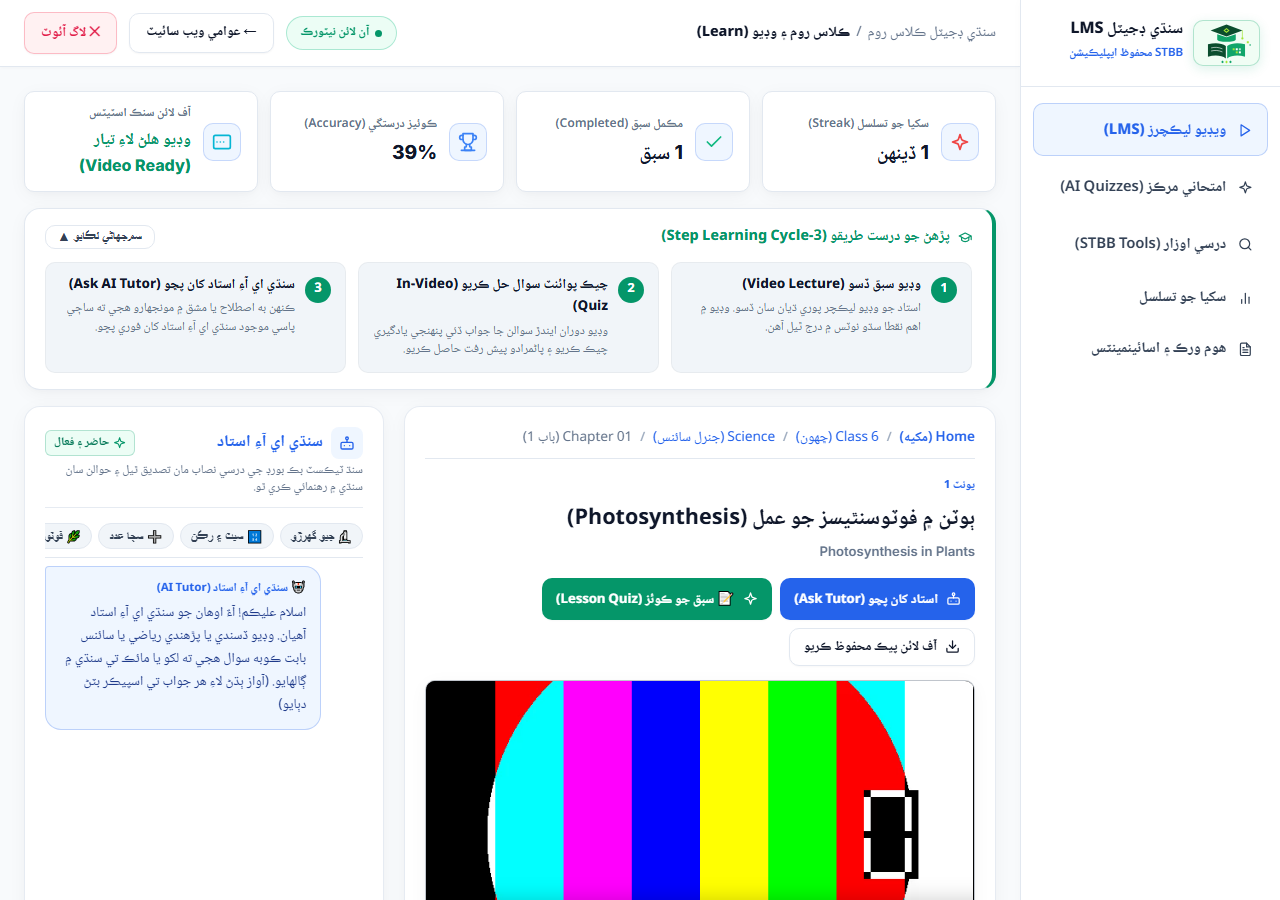 سنڌي ڊجيٽل LMS
STBB محفوظ ايپليڪيشن
ويڊيو ليڪچرز (LMS)
امتحاني مرڪز (AI Quizzes)
درسي اوزار (STBB Tools)
سکيا جو تسلسل
هوم ورڪ ۽ اسائينمينٽس
سنڌي ڊجيٽل ڪلاس روم / ڪلاس روم ۽ وڊيو (Learn)
آن لائن نيٽورڪ
← عوامي ويب سائيٽ
لاگ آئوٽ
سکيا جو تسلسل (Streak)
1 ڏينهن
مڪمل سبق (Completed)
1 سبق
ڪوئيز درستگي (Accuracy)
39%
آف لائن سنڪ اسٽيٽس
وڊيو هلڻ لاءِ تيار
(Video Ready)
پڙهڻ جو درست طريقو (3-Step Learning Cycle)
سمجهاڻي لڪايو ▲
1
وڊيو سبق ڏسو (Video Lecture)
استاد جو وڊيو ليڪچر پوري ڌيان سان ڏسو. وڊيو ۾
اهم نقطا سڌو نوٽس ۾ درج ٿيل آهن.
2
چيڪ پوائنٽ سوال حل ڪريو (In-Video
Quiz)
وڊيو دوران ايندڙ سوالن جا جواب ڏئي پنهنجي يادگيري
چيڪ ڪريو ۽ پاڻمرادو پيش رفت حاصل ڪريو.
3
سنڌي اي آءِ استاد کان پڇو (Ask AI Tutor)
ڪنهن به اصطلاح يا مشق ۾ مونجهارو هجي ته ساڄي
پاسي موجود سنڌي اي آءِ استاد کان فوري پڇو.
Home (مکيه) / Class 6 (ڇهون) / Science (جنرل سائنس) / Chapter 01 (باب 1)
يونٽ 1
ٻوٽن ۾ فوٽوسنٿيسز جو عمل (Photosynthesis)
Photosynthesis in Plants
استاد کان پڇو (Ask Tutor)
سبق جو ڪوئز (Lesson Quiz)
آف لائن پيڪ محفوظ ڪريو
سنڌي اي آءِ استاد
حاضر ۽ فعال
سنڌ ٽيڪسٽ بڪ بورڊ جي درسي نصاب مان تصديق ٿيل ۽ حوالن سان
سنڌي ۾ رهنمائي ڪري ٿو.
جيو گهرڙو
سيٽ ۽ رڪن
سڄا عدد
فوٽو
سنڌي اي آءِ استاد (AI Tutor)
اسلام عليڪم! آءٌ اوهان جو سنڌي اي آءِ استاد
آهيان. وڊيو ڏسندي يا پڙهندي رياضي يا سائنس
بابت ڪوبه سوال هجي ته لکو يا مائڪ تي سنڌي ۾
ڳالهايو. (آواز ٻڌڻ لاءِ هر جواب تي اسپيڪر بٽڻ
دٻايو)